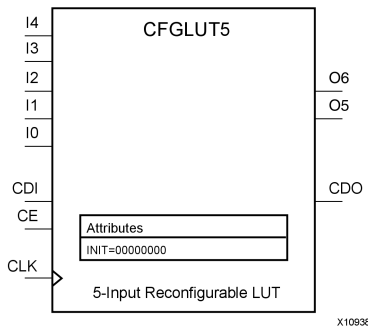 CFGLUT5
I4
I3
I2
I1
I0
CDI
CE
CLK
O6
O5
CDO
Attributes
INIT=00000000
5-Input Reconfigurable LUT
X10938